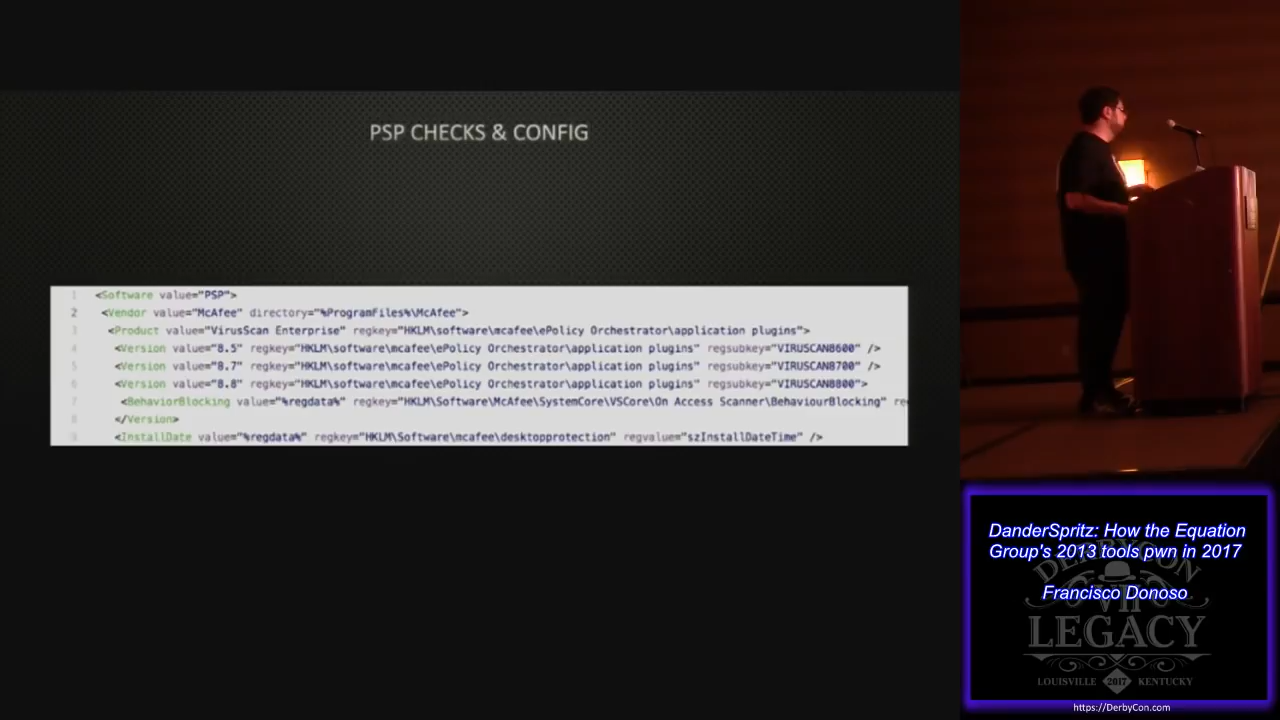 PSP CHECKS & CONFIG
1 <Software value="PSP">
2 <Vendor value="McAfee" directory="%ProgramFiles%\McAfee">
3 <Product value="VirusScan Enterprise" regkey="HKLM\software\mcafee\ePolicy Orchestrator\application plugins">
4 <Version value="8.5" regkey="HKLM\software\mcafee\ePolicy Orchestrator\application plugins" regsubkey="VIRUSCAN8600" />
5 <Version value="8.7" regkey="HKLM\software\mcafee\ePolicy Orchestrator\application plugins" regsubkey="VIRUSCAN8700" />
6 <Version value="8.8" regkey="HKLM\software\mcafee\ePolicy Orchestrator\application plugins" regsubkey="VIRUSCAN8800">
7 <BehaviorBlocking value="%regdata%" regkey="HKLM\Software\McAfee\SystemCore\VSCore\On Access Scanner\BehaviourBlocking" re
8 </Version>
9 <InstallDate value="%regdata%" regkey="HKLM\Software\mcafee\desktopprotection" regvalue="szInstallDateTime" />
DanderSpritz: How the Equation
Group's 2013 tools pwn in 2017
Francisco Donoso
DERBYCON
VII
LEGACY
LOUISVILLE 2017 KENTUCKY
https://DerbyCon.com